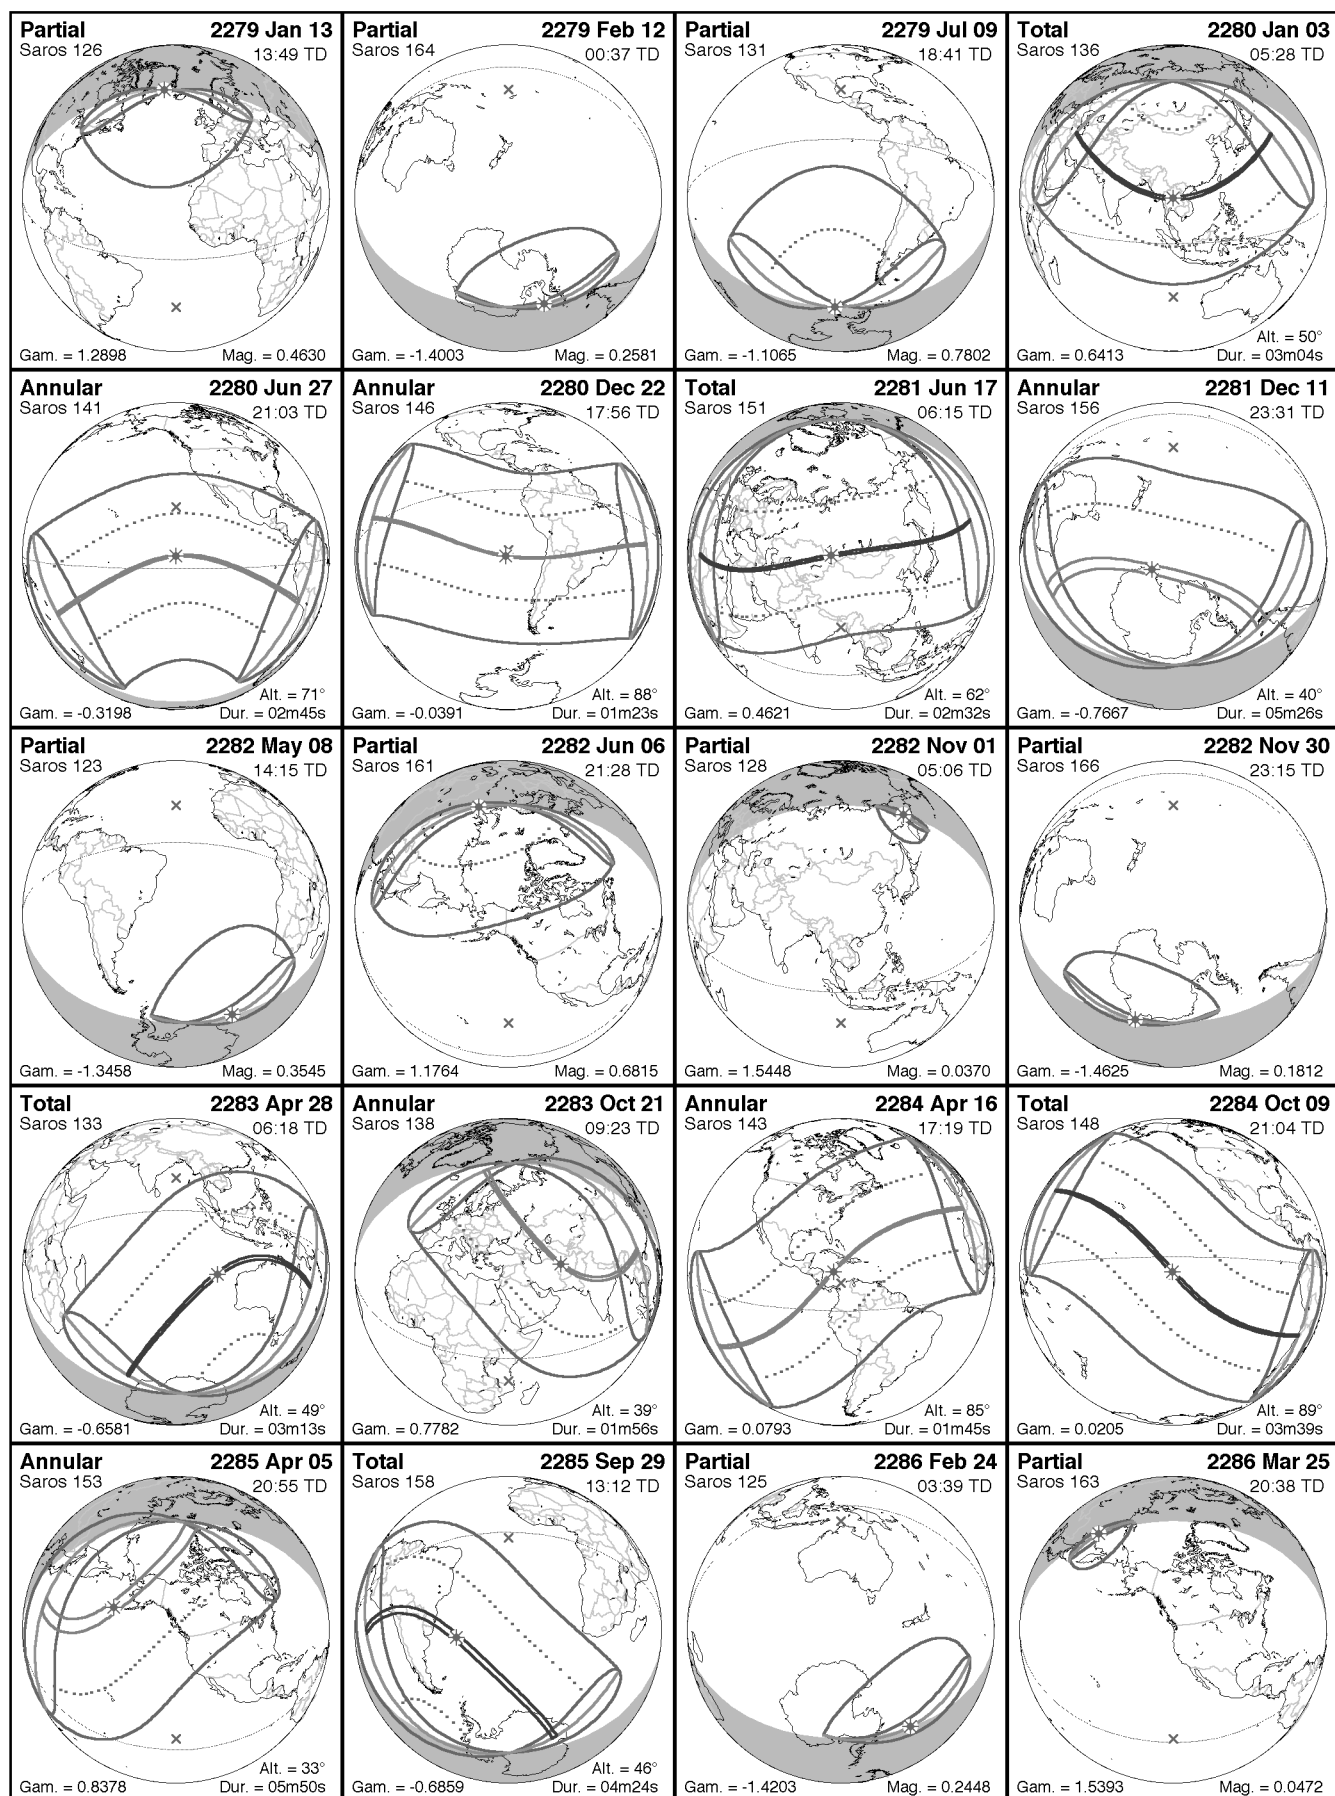 Partial 2279 Jan 13
Saros 126 13:49 TD
Gam. = 1.2898 Mag. = 0.4630
Partial 2279 Feb 12
Saros 164 00:37 TD
Gam. = -1.4003 Mag. = 0.2581
Partial 2279 Jul 09
Saros 131 18:41 TD
Gam. = -1.1065 Mag. = 0.7802
Total 2280 Jan 03
Saros 136 05:28 TD
Alt. = 50°
Gam. = 0.6413 Dur. = 03m04s
Annular 2280 Jun 27
Saros 141 21:03 TD
Alt. = 71°
Gam. = -0.3198 Dur. = 02m45s
Annular 2280 Dec 22
Saros 146 17:56 TD
Alt. = 88°
Gam. = -0.0391 Dur. = 01m23s
Total 2281 Jun 17
Saros 151 06:15 TD
Alt. = 62°
Gam. = 0.4621 Dur. = 02m32s
Annular 2281 Dec 11
Saros 156 23:31 TD
Alt. = 40°
Gam. = -0.7667 Dur. = 05m26s
Partial 2282 May 08
Saros 123 14:15 TD
Gam. = -1.3458 Mag. = 0.3545
Partial 2282 Jun 06
Saros 161 21:28 TD
Gam. = 1.1764 Mag. = 0.6815
Partial 2282 Nov 01
Saros 128 05:06 TD
Gam. = 1.5448 Mag. = 0.0370
Partial 2282 Nov 30
Saros 166 23:15 TD
Gam. = -1.4625 Mag. = 0.1812
Total 2283 Apr 28
Saros 133 06:18 TD
Alt. = 49°
Gam. = -0.6581 Dur. = 03m13s
Annular 2283 Oct 21
Saros 138 09:23 TD
Alt. = 39°
Gam. = 0.7782 Dur. = 01m56s
Annular 2284 Apr 16
Saros 143 17:19 TD
Alt. = 85°
Gam. = 0.0793 Dur. = 01m45s
Total 2284 Oct 09
Saros 148 21:04 TD
Alt. = 89°
Gam. = 0.0205 Dur. = 03m39s
Annular 2285 Apr 05
Saros 153 20:55 TD
Alt. = 33°
Gam. = 0.8378 Dur. = 05m50s
Total 2285 Sep 29
Saros 158 13:12 TD
Alt. = 46°
Gam. = -0.6859 Dur. = 04m24s
Partial 2286 Feb 24
Saros 125 03:39 TD
Gam. = -1.4203 Mag. = 0.2448
Partial 2286 Mar 25
Saros 163 20:38 TD
Gam. = 1.5393 Mag. = 0.0472